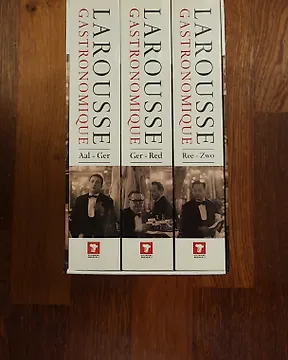 LAROUSSE
GASTRONOMIQUE
Aal - Ger
LAROUSSE
GASTRONOMIQUE
Ger - Red
LAROUSSE
GASTRONOMIQUE
Ree - Zwo